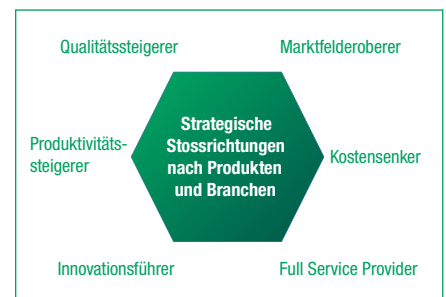 Qualitätssteigerer
Marktfelderoberer
Strategische
Stossrichtungen
nach Produkten
und Branchen
Produktivitäts-
steigerer
Kostensenker
Innovationsführer
Full Service Provider